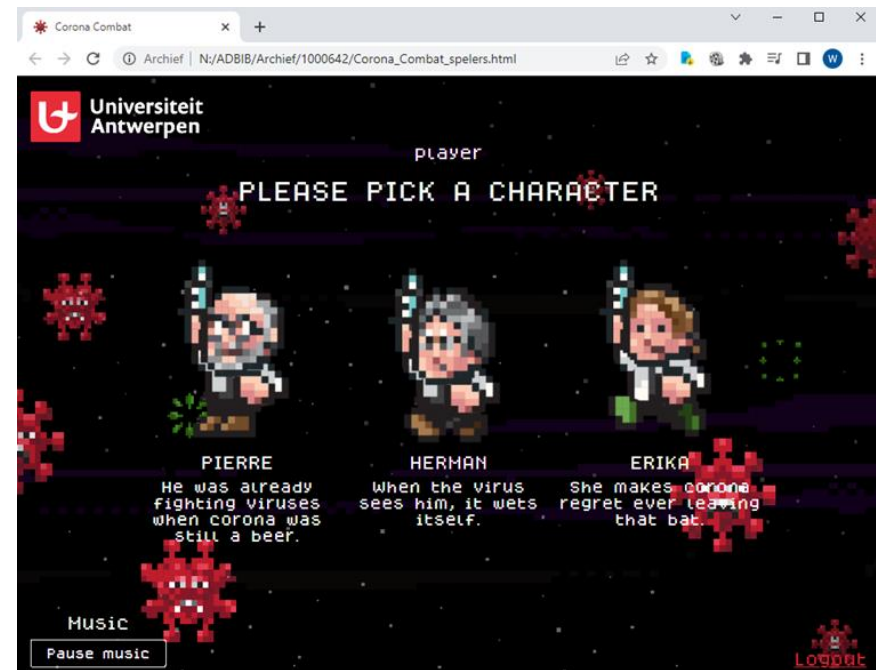 Corona Combat
Archief | N:/ADBIB/Archief/1000642/Corona_Combat_spelers.html
W
Universiteit
Antwerpen
player
PLEASE PICK A CHARACTER
PIERRE
He was already
fighting viruses
when corona was
still a beer.
HERMAN
When the virus
sees him, it wets
itself.
ERIKA
She makes corona
regret ever leaving
that bat.
Music
Pause music
Logout